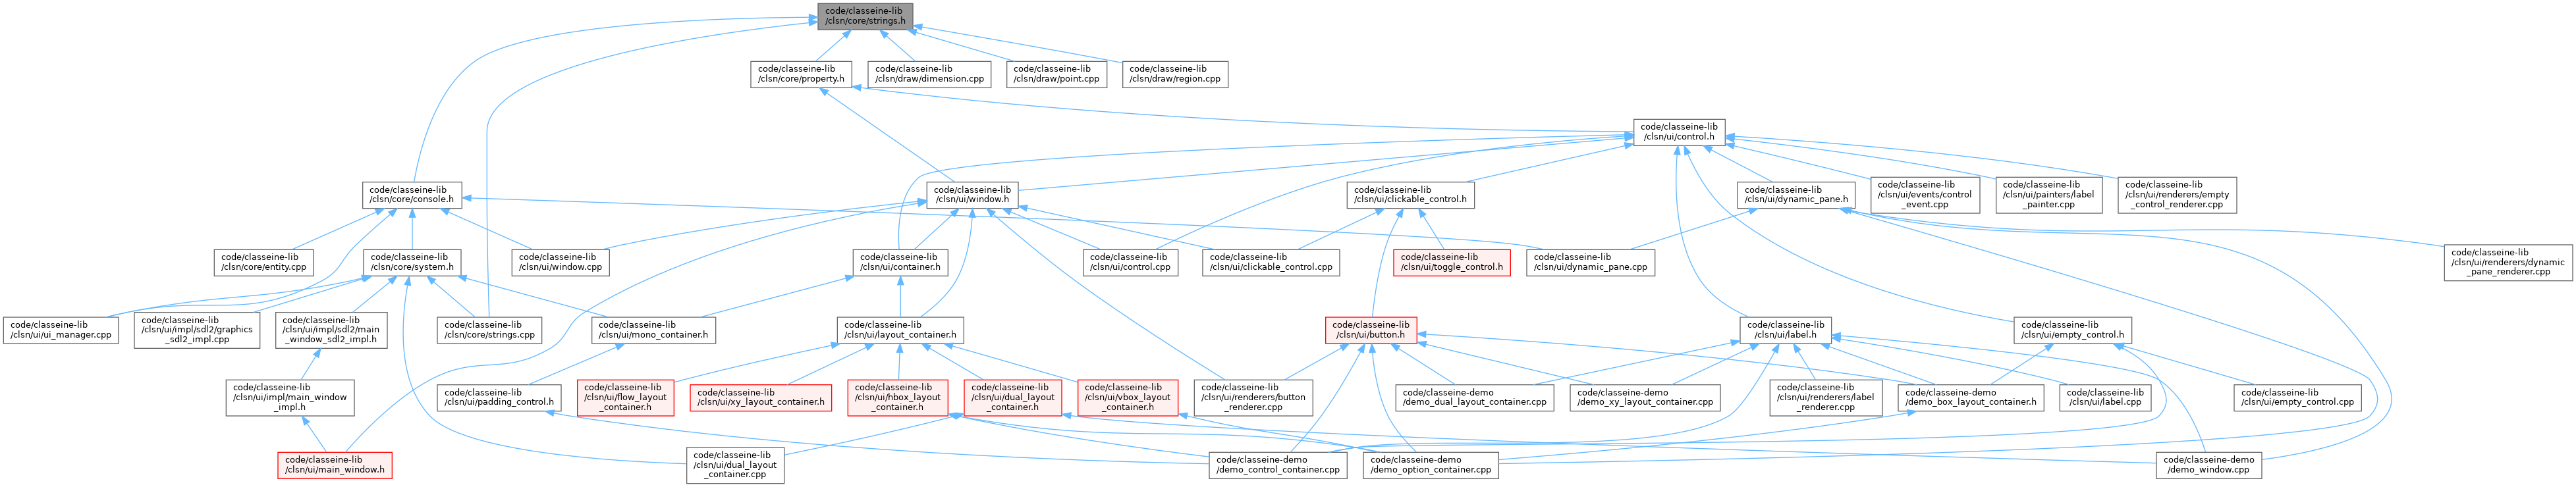 code/classeine-lib
/clsn/core/strings.h
code/classeine-lib
/clsn/core/property.h
code/classeine-lib
/clsn/draw/dimension.cpp
code/classeine-lib
/clsn/draw/point.cpp
code/classeine-lib
/clsn/draw/region.cpp
code/classeine-lib
/clsn/ui/control.h
code/classeine-lib
/clsn/core/console.h
code/classeine-lib
/clsn/ui/window.h
code/classeine-lib
/clsn/ui/clickable_control.h
code/classeine-lib
/clsn/ui/dynamic_pane.h
code/classeine-lib
/clsn/ui/events/control
_event.cpp
code/classeine-lib
/clsn/ui/painters/label
_painter.cpp
code/classeine-lib
/clsn/ui/renderers/empty
_control_renderer.cpp
code/classeine-lib
/clsn/core/entity.cpp
code/classeine-lib
/clsn/core/system.h
code/classeine-lib
/clsn/ui/window.cpp
code/classeine-lib
/clsn/ui/container.h
code/classeine-lib
/clsn/ui/control.cpp
code/classeine-lib
/clsn/ui/clickable_control.cpp
code/classeine-lib
/clsn/ui/toggle_control.h
code/classeine-lib
/clsn/ui/dynamic_pane.cpp
code/classeine-lib
/clsn/ui/renderers/dynamic
_pane_renderer.cpp
code/classeine-lib
/clsn/ui/ui_manager.cpp
code/classeine-lib
/clsn/ui/impl/sdl2/graphics
_sdl2_impl.cpp
code/classeine-lib
/clsn/ui/impl/sdl2/main
_window_sdl2_impl.h
code/classeine-lib
/clsn/core/strings.cpp
code/classeine-lib
/clsn/ui/mono_container.h
code/classeine-lib
/clsn/ui/layout_container.h
code/classeine-lib
/clsn/ui/button.h
code/classeine-lib
/clsn/ui/label.h
code/classeine-lib
/clsn/ui/empty_control.h
code/classeine-lib
/clsn/ui/impl/main_window
_impl.h
code/classeine-lib
/clsn/ui/padding_control.h
code/classeine-lib
/clsn/ui/flow_layout
_container.h
code/classeine-lib
/clsn/ui/xy_layout_container.h
code/classeine-lib
/clsn/ui/hbox_layout
_container.h
code/classeine-lib
/clsn/ui/dual_layout
_container.h
code/classeine-lib
/clsn/ui/vbox_layout
_container.h
code/classeine-lib
/clsn/ui/renderers/button
_renderer.cpp
code/classeine-demo
/demo_dual_layout_container.cpp
code/classeine-demo
/demo_xy_layout_container.cpp
code/classeine-lib
/clsn/ui/renderers/label
_renderer.cpp
code/classeine-demo
/demo_box_layout_container.h
code/classeine-lib
/clsn/ui/label.cpp
code/classeine-lib
/clsn/ui/empty_control.cpp
code/classeine-lib
/clsn/ui/main_window.h
code/classeine-lib
/clsn/ui/dual_layout
_container.cpp
code/classeine-demo
/demo_control_container.cpp
code/classeine-demo
/demo_option_container.cpp
code/classeine-demo
/demo_window.cpp